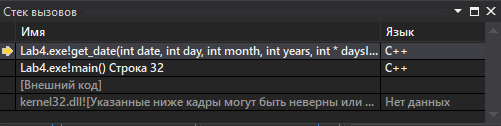 Стек вызовов
Имя Язык
Lab4.exe!get_date(int date, int day, int month, int years, int * daysI... C++
Lab4.exe!main() Строка 32 C++
[Внешний код]
kernel32.dll![Указанные ниже кадры могут быть неверны или ... Нет данных